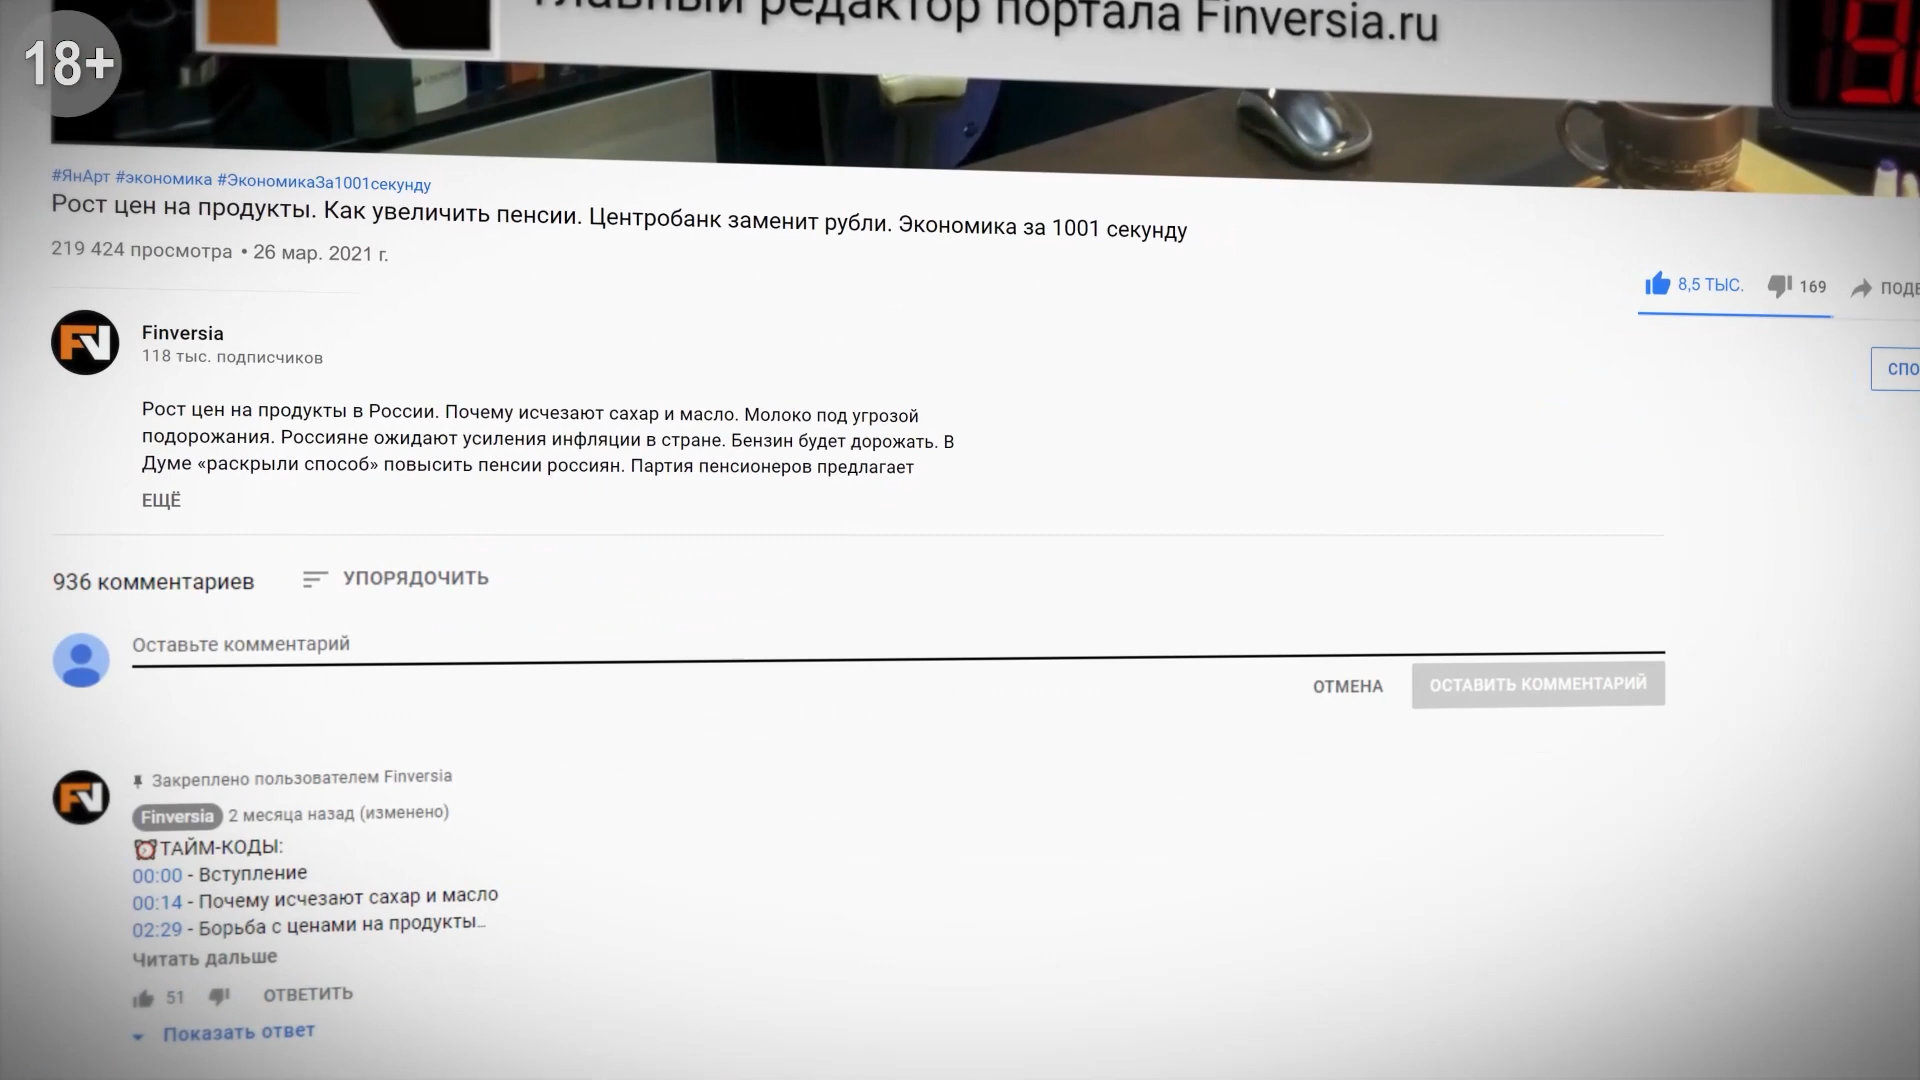 18+
главный редактор портала Finversia.ru
9
#ЯнАрт #экономика #ЭкономикаЗа1001секунду
Рост цен на продукты. Как увеличить пенсии. Центробанк заменит рубли. Экономика за 1001 секунду
219 424 просмотра • 26 мар. 2021 г.
8,5 ТЫС. 169
FV
Finversia
118 тыс. подписчиков
Рост цен на продукты в России. Почему исчезают сахар и масло. Молоко под угрозой
подорожания. Россияне ожидают усиления инфляции в стране. Бензин будет дорожать. В
Думе «раскрыли способ» повысить пенсии россиян. Партия пенсионеров предлагает
ЕЩЁ
936 комментариев УПОРЯДОЧИТЬ
Оставьте комментарий
ОТМЕНА ОСТАВИТЬ КОММЕНТАРИЙ
FV
Закреплено пользователем Finversia
Finversia 2 месяца назад (изменено)
ТАЙМ-КОДЫ:
00:00 - Вступление
00:14 - Почему исчезают сахар и масло
02:29 - Борьба с ценами на продукты...
Читать дальше
51 ОТВЕТИТЬ
Показать ответ